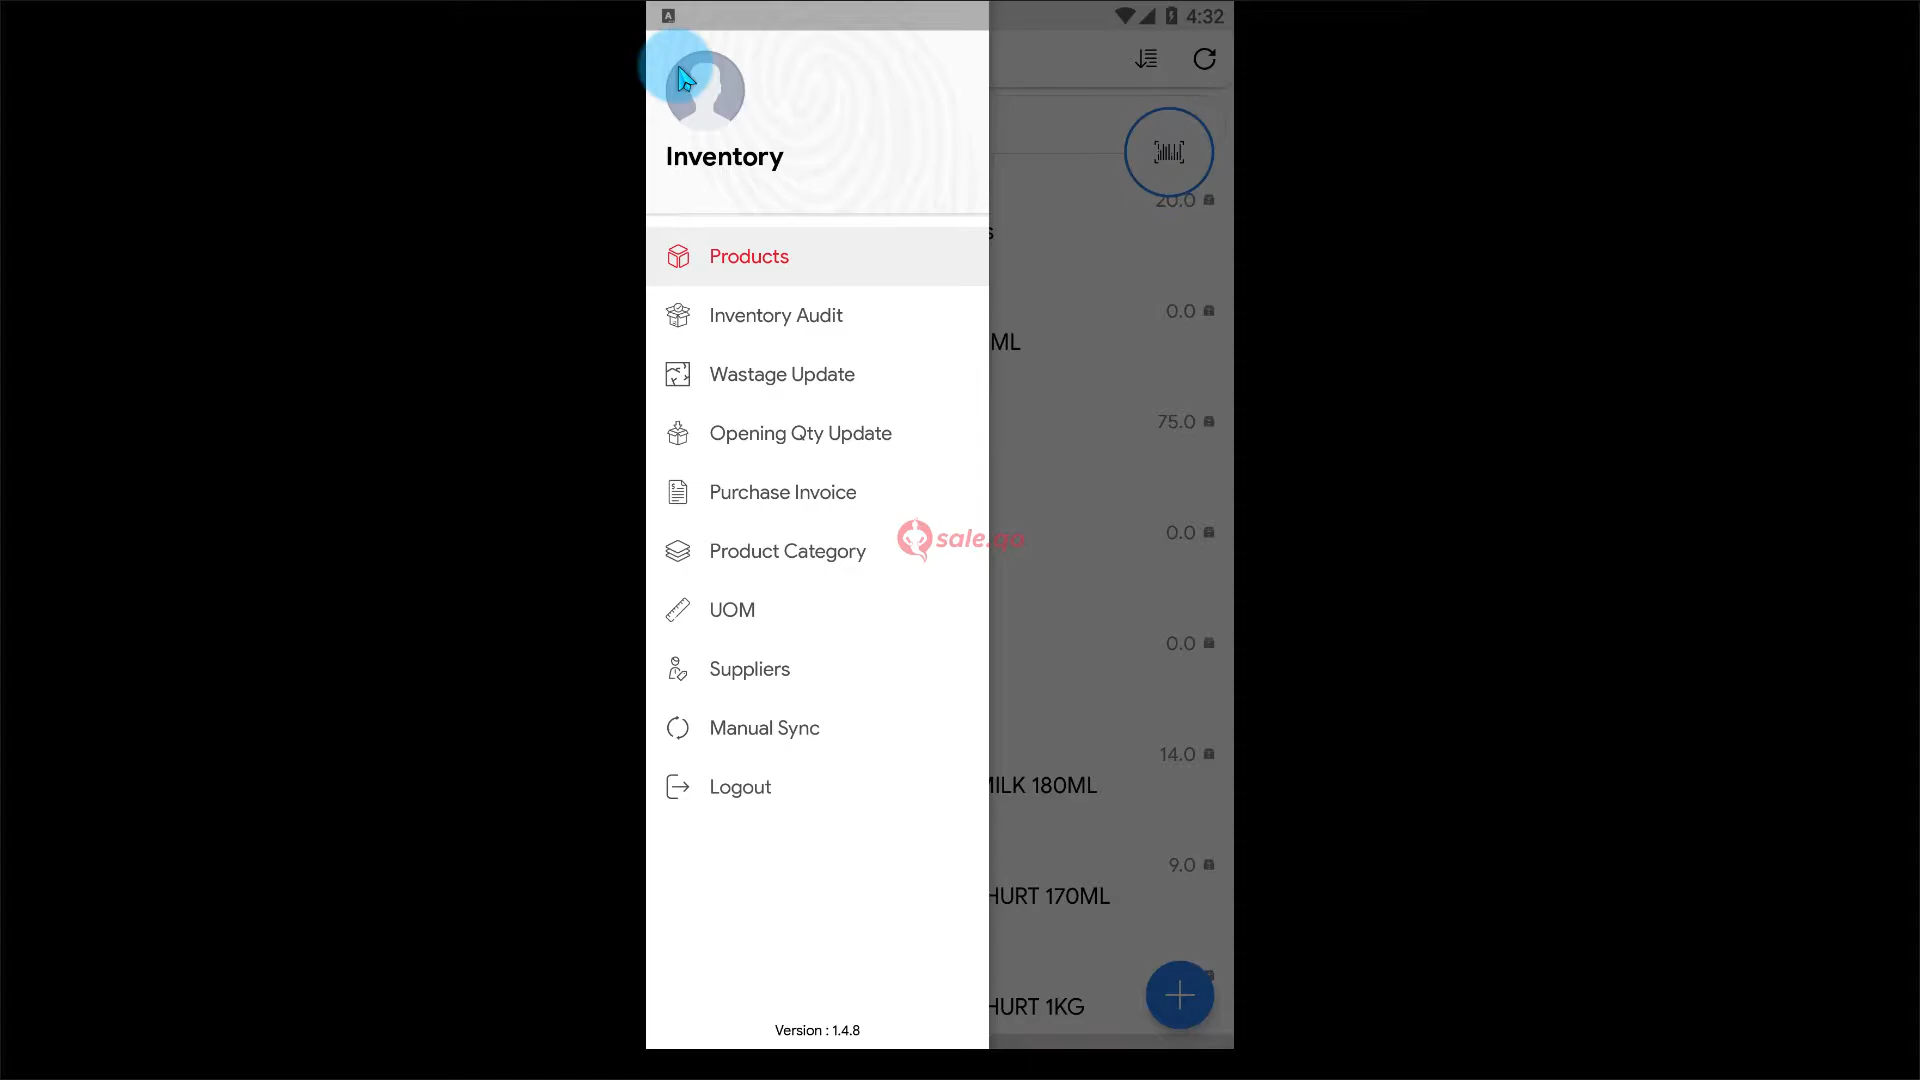 A
4:32
Inventory
20.0
Products
s
Inventory Audit
0.0
ML
Wastage Update
75.0
Opening Qty Update
Purchase Invoice
0.0
sale.qa
Product Category
UOM
0.0
Suppliers
Manual Sync
14.0
Logout
MILK 180ML
9.0
HURT 170ML
HURT 1KG
Version : 1.4.8